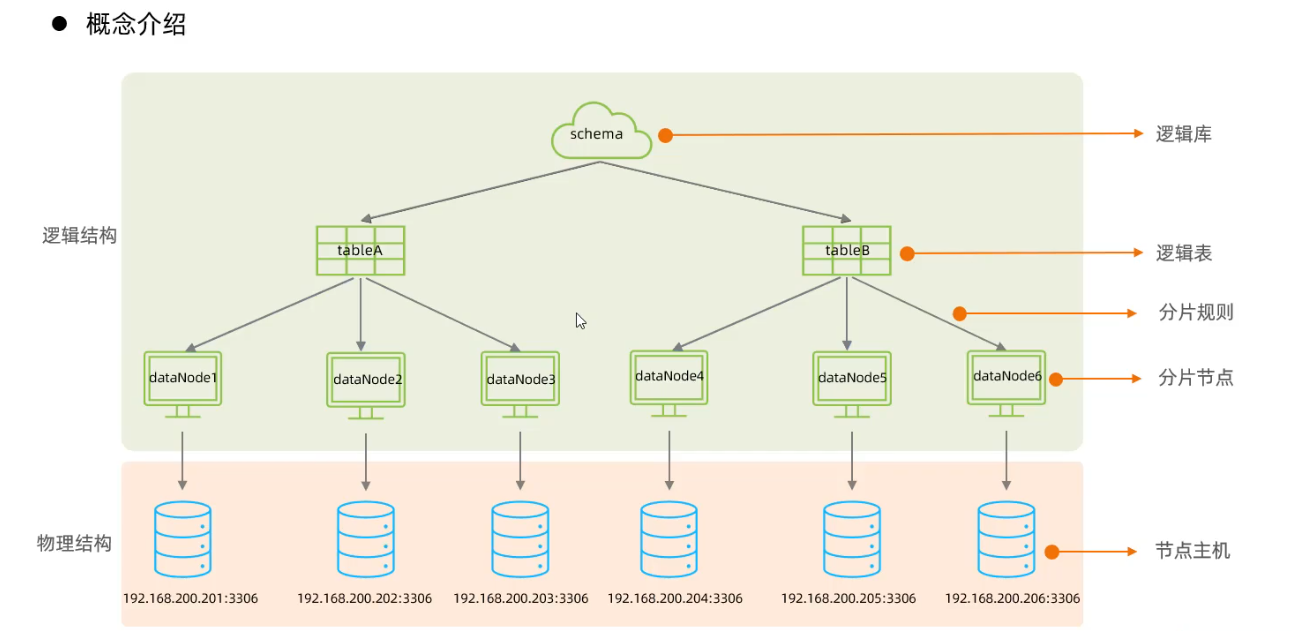 ● 概念介绍
schema
逻辑库
逻辑结构
tableA
tableB
逻辑表
分片规则
dataNode1
dataNode2
dataNode3
dataNode4
dataNode5
dataNode6
分片节点
物理结构
节点主机
192.168.200.201:3306
192.168.200.202:3306
192.168.200.203:3306
192.168.200.204:3306
192.168.200.205:3306
192.168.200.206:3306